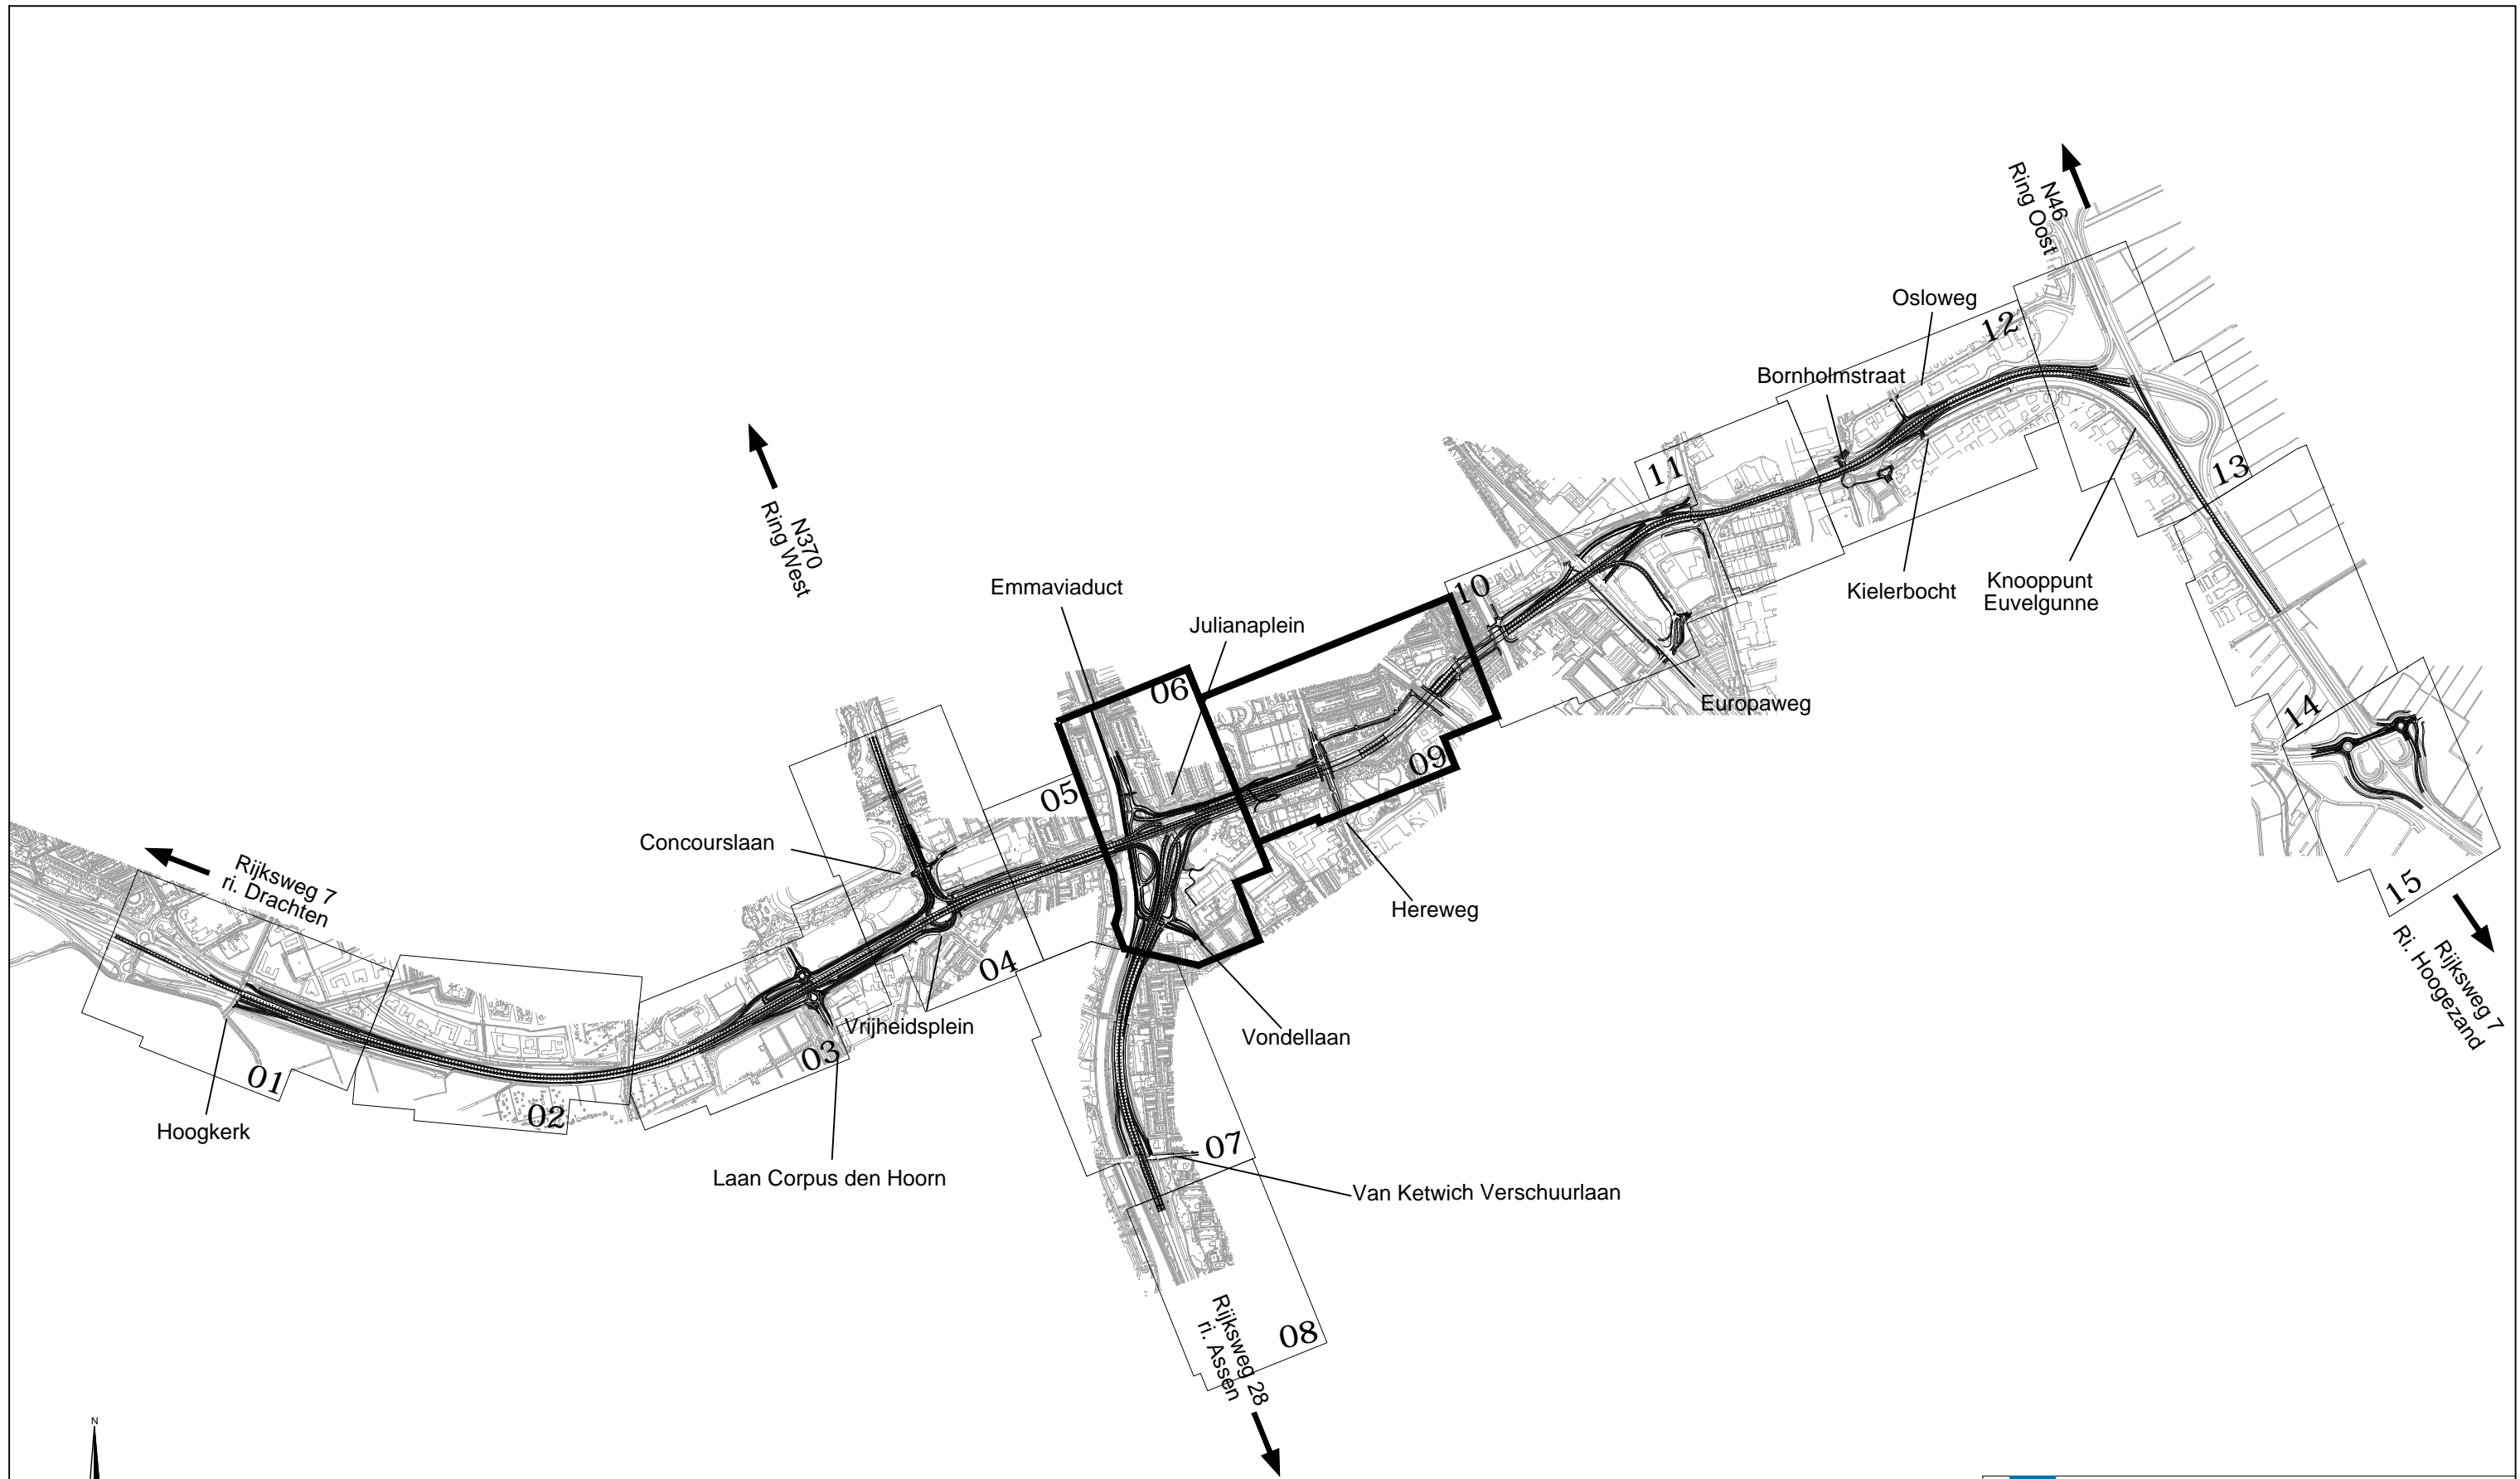 N46
Ring Oost
Osloweg
12
Bornholmstraat
11
13
N370
Ring West
Emmaviaduct
10
Knooppunt
Euvelgunne
Kielerbocht
Julianaplein
06
Europaweg
14
09
05
Concourslaan
Rijksweg 7
ri. Drachten
15
Hereweg
Rijksweg 7
Ri. Hoogezand
04
Vrijheidsplein
Vondellaan
03
01
02
Hoogkerk
07
Laan Corpus den Hoorn
Van Ketwich Verschuurlaan
Rijksweg 28
ri. Assen
08
N